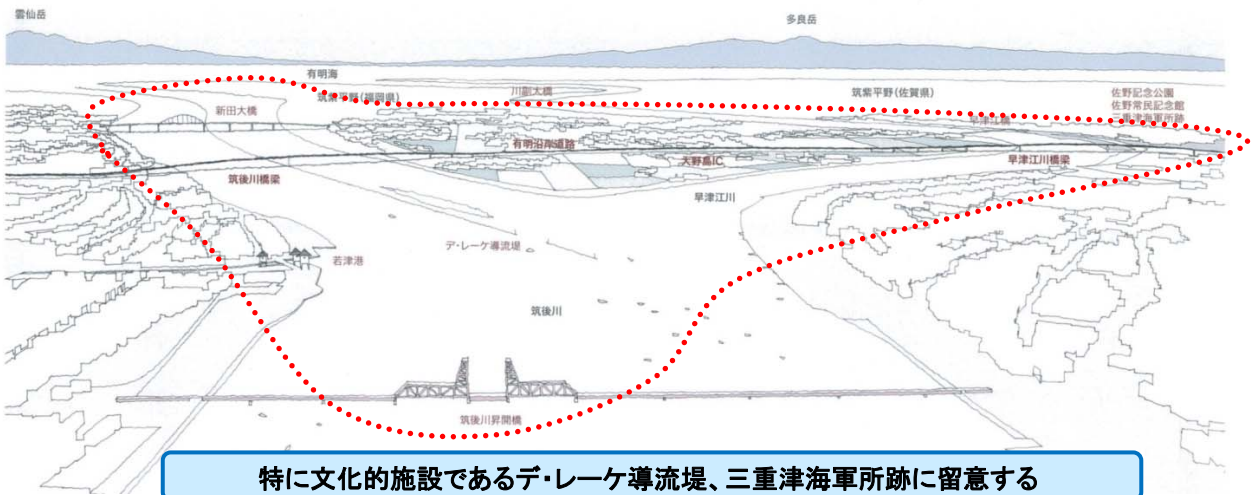 雲仙岳
多良岳
有明海
川副大橋
筑紫平野(福岡県)
筑紫平野(佐賀県)
佐野記念公園
佐野常民記念館
三重津海軍所跡
新田大橋
有明沿岸道路
大野島IC
早津江川橋梁
筑後川橋梁
早津江川
デ・レーケ導流堤
若津港
筑後川
筑後川昇開橋
特に文化的施設であるデ・レーケ導流堤、三重津海軍所跡に留意する